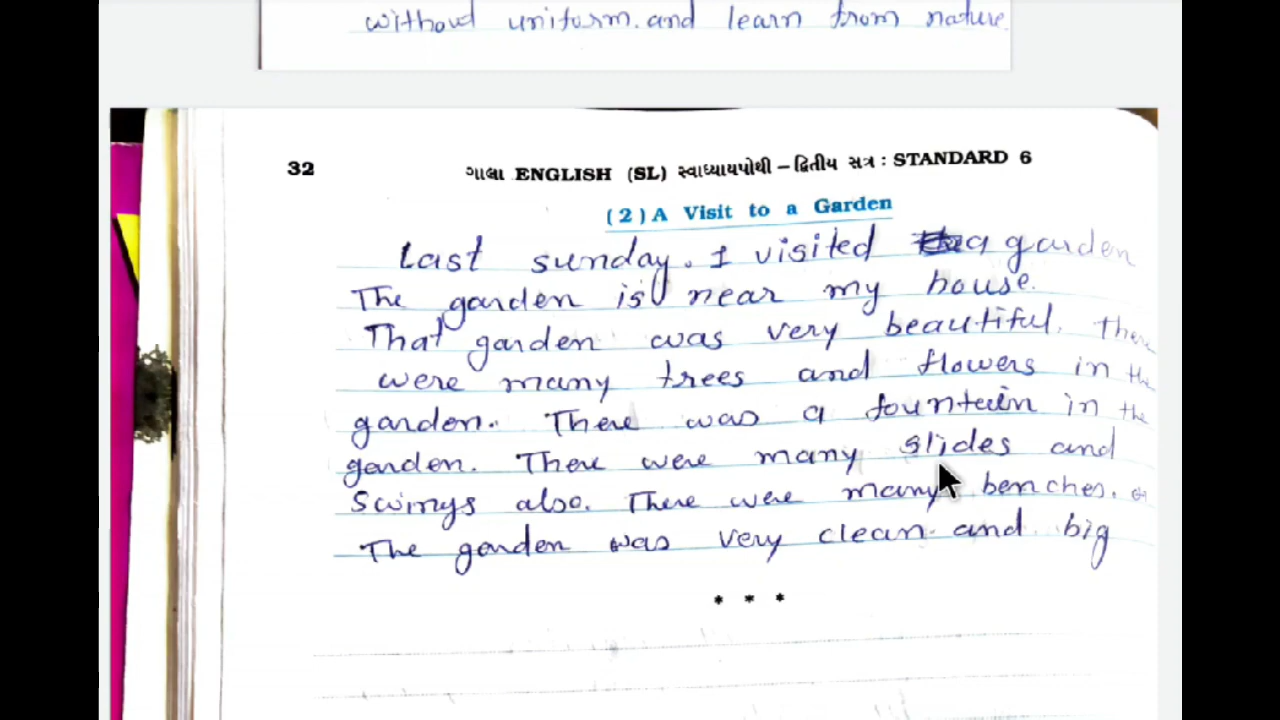 without uniform. and learn from nature.
32
ગાલા ENGLISH (SL) સ્વાધ્યાયપોથી – દ્વિતીય સત્ર : STANDARD 6
(2) A Visit to a Garden
Last sunday. I visited a garden
The garden is near my house.
That garden was very beautiful. There
were many trees and flowers in the
garden. There was a fountain in the
garden. There were many slides and
swings also. There were many benches.
The garden was very clean. and big
* * *